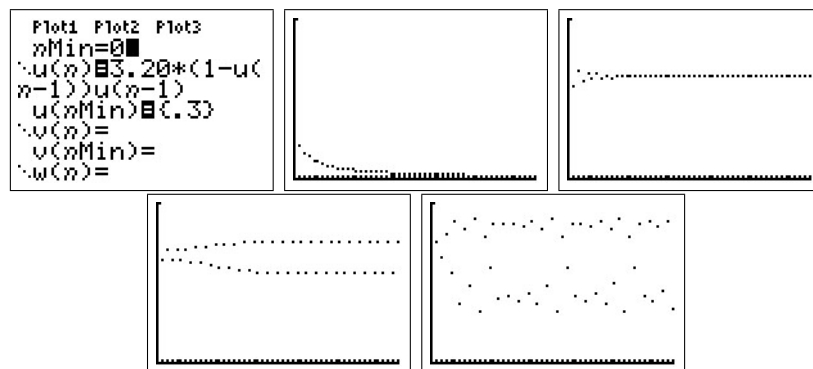 Plot1 Plot2 Plot3
nMin=0
u(n)=3.20*(1-u(
n-1))u(n-1)
u(nMin)={.3}
v(n)=
v(nMin)=
w(n)=